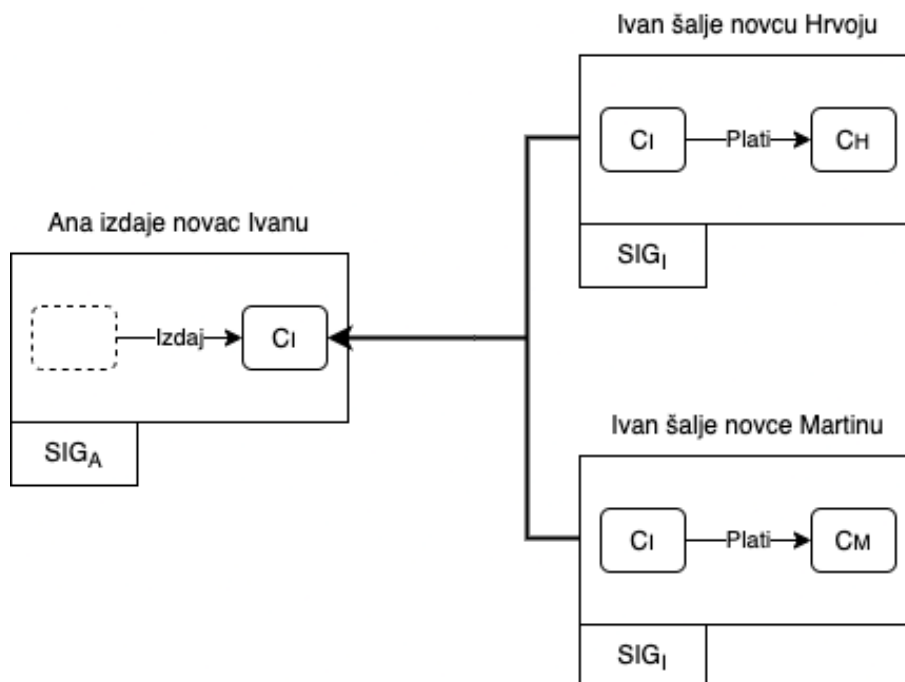 Ivan šalje novcu Hrvoju
CI
Plati
CH
SIGI
Ana izdaje novac Ivanu
Izdaj
CI
SIGA
Ivan šalje novce Martinu
CI
Plati
CM
SIGI